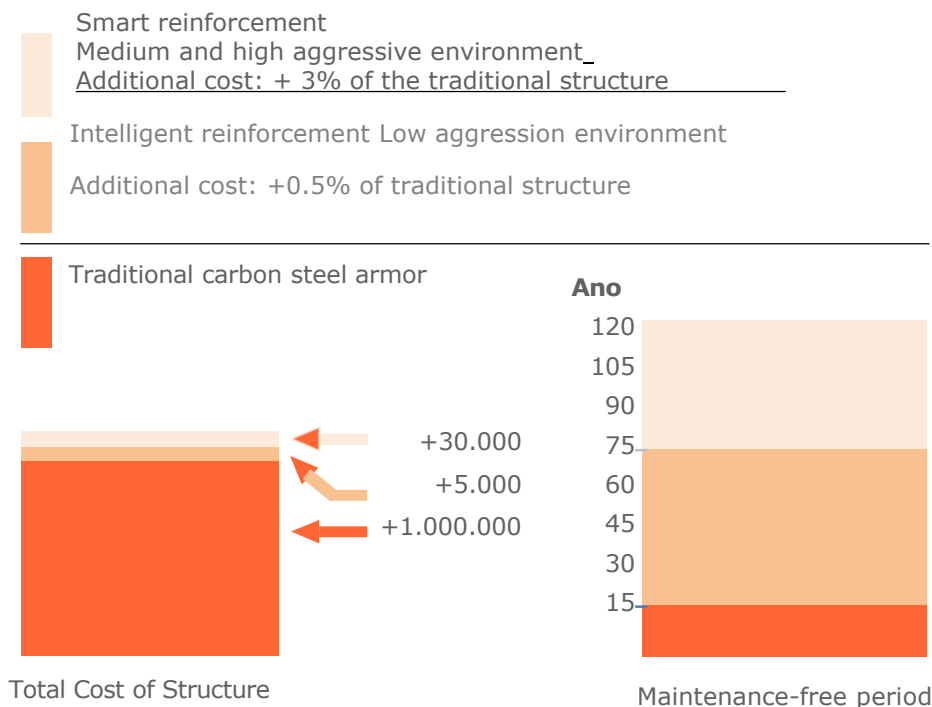 Smart reinforcement
Medium and high aggressive environment_
Additional cost: + 3% of the traditional structure
Intelligent reinforcement Low aggression environment
Additional cost: +0.5% of traditional structure
Traditional carbon steel armor
Ano
120
105
90
75
60
45
30
15
+30.000
+5.000
+1.000.000
Total Cost of Structure
Maintenance-free period